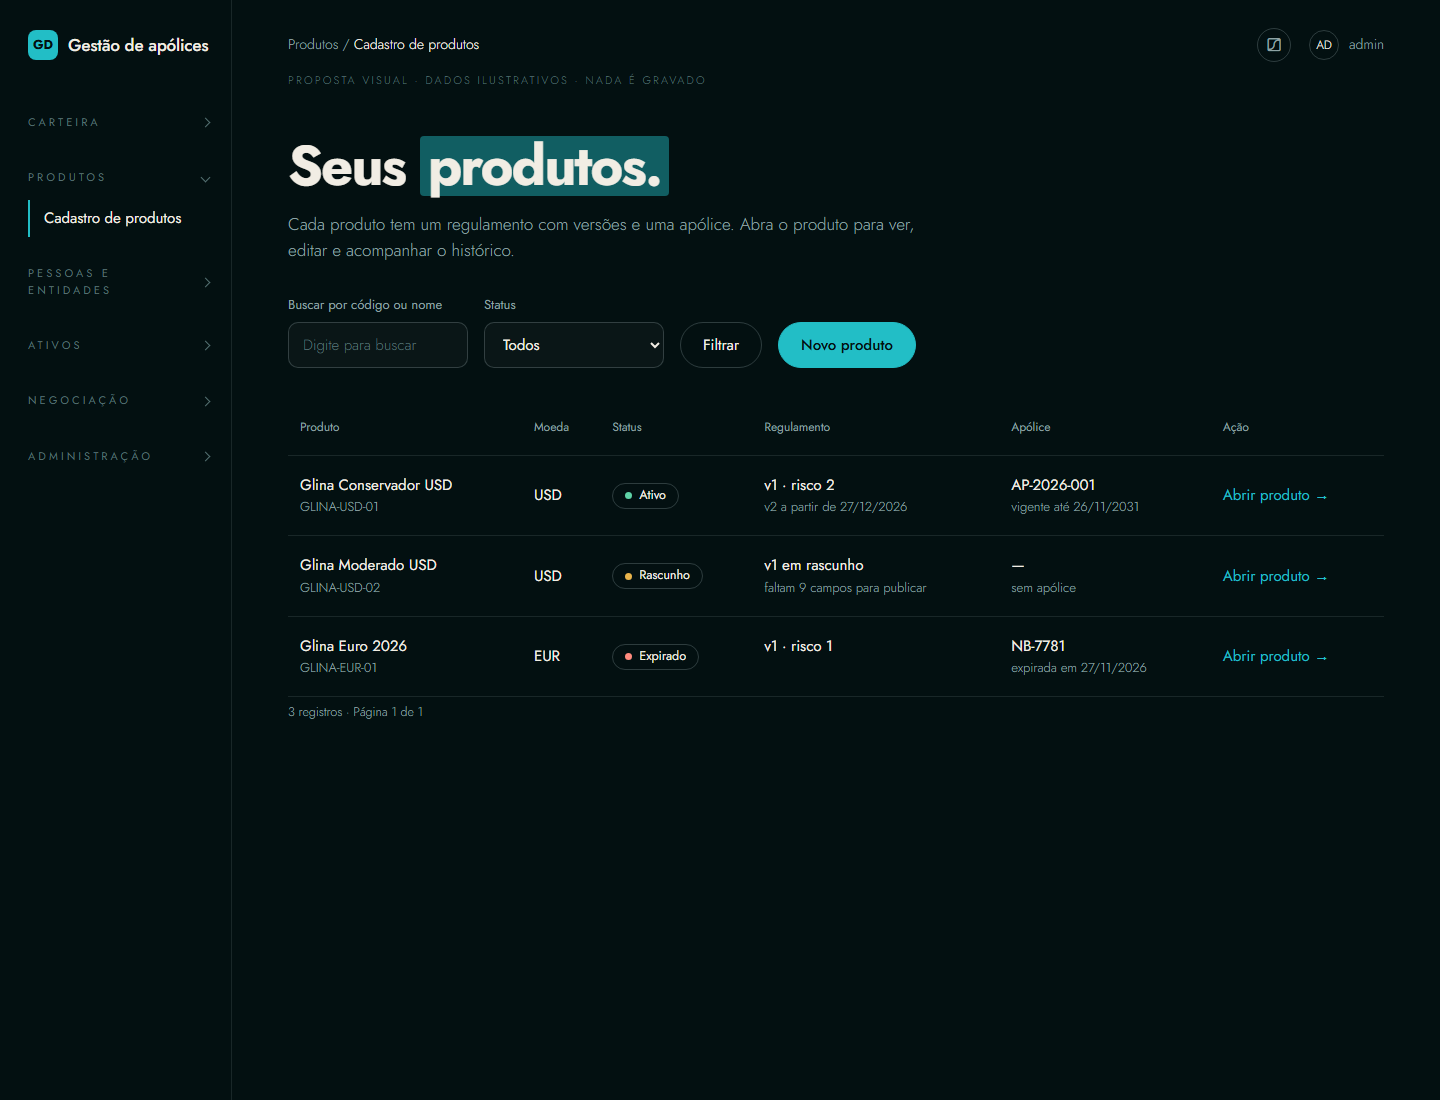 GD Gestão de apólices
CARTEIRA
PRODUTOS
Cadastro de produtos
PESSOAS E
ENTIDADES
ATIVOS
NEGOCIAÇÃO
ADMINISTRAÇÃO
Produtos / Cadastro de produtos
AD admin
PROPOSTA VISUAL · DADOS ILUSTRATIVOS · NADA É GRAVADO
Seus produtos.
Cada produto tem um regulamento com versões e uma apólice. Abra o produto para ver,
editar e acompanhar o histórico.
Buscar por código ou nome Status
Digite para buscar Todos Filtrar Novo produto
Produto Moeda Status Regulamento Apólice Ação
Glina Conservador USD
GLINA-USD-01
USD
Ativo
v1 · risco 2
v2 a partir de 27/12/2026
AP-2026-001
vigente até 26/11/2031
Abrir produto →
Glina Moderado USD
GLINA-USD-02
USD
Rascunho
v1 em rascunho
faltam 9 campos para publicar
—
sem apólice
Abrir produto →
Glina Euro 2026
GLINA-EUR-01
EUR
Expirado
v1 · risco 1
NB-7781
expirada em 27/11/2026
Abrir produto →
3 registros · Página 1 de 1